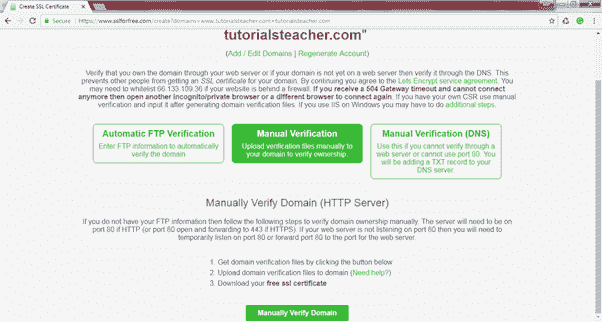 Create SSL Certificate
Secure https://www.sslforfree.com/create?domains=www.tutorialsteacher.com+tutorialsteacher.com
tutorialsteacher.com"
(Add / Edit Domains | Regenerate Account)
Verify that you own the domain through your web server or if your domain is not yet on a web server then verify it through the DNS. This
prevents other people from getting an SSL certificate for your domain. By continuing you agree to the Lets Encrypt service agreement. You
may need to whitelist 66.133.109.36 if your website is behind a firewall. If you receive a 504 Gateway timeout and cannot connect
anymore then open another incognito/private browser or a different browser to connect again. If you have your own CSR use manual
verification and input it after generating domain verification files. If you use IIS on Windows you may have to do additional steps.
Automatic FTP Verification
Enter FTP information to automatically
verify the domain
Manual Verification
Upload verification files manually to
your domain to verify ownership.
Manual Verification (DNS)
Use this if you cannot verify through a
web server or cannot use port 80. You
will be adding a TXT record to your
DNS server.
Manually Verify Domain (HTTP Server)
If you do not have your FTP information then follow the following steps to verify domain ownership manually. The server will need to be on
port 80 if HTTP (or port 80 open and forwarding to 443 if HTTPS). If your web server is not listening on port 80 then you will need to
temporarily listen on port 80 or forward port 80 to the port for the web server.
1. Get domain verification files by clicking the button below
2. Upload domain verification files to domain (Need help?)
3. Download your free ssl certificate
Manually Verify Domain